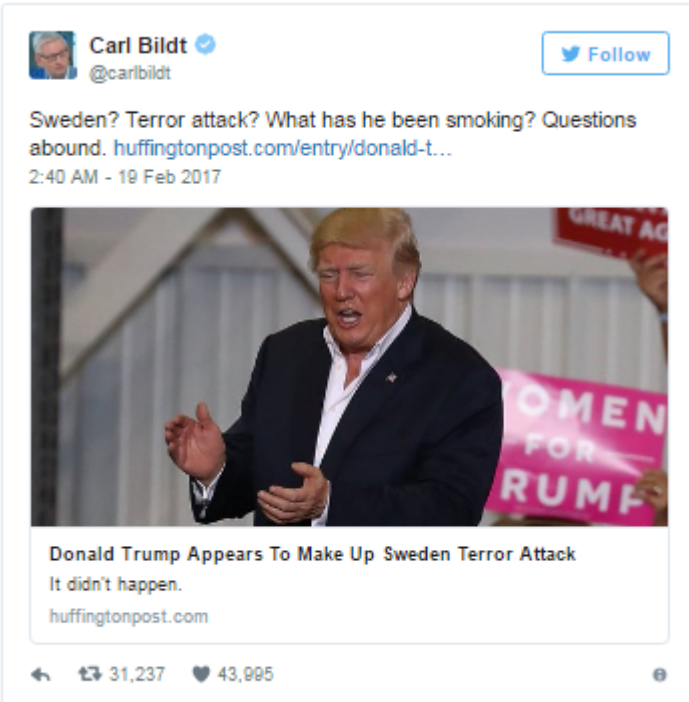 Carl Bildt
@carlbildt
Follow
Sweden? Terror attack? What has he been smoking? Questions
abound. huffingtonpost.com/entry/donald-t...
2:40 AM - 19 Feb 2017
GREAT AG
WOMEN
FOR
TRUMP
Donald Trump Appears To Make Up Sweden Terror Attack
It didn't happen.
huffingtonpost.com
31,237 43,995